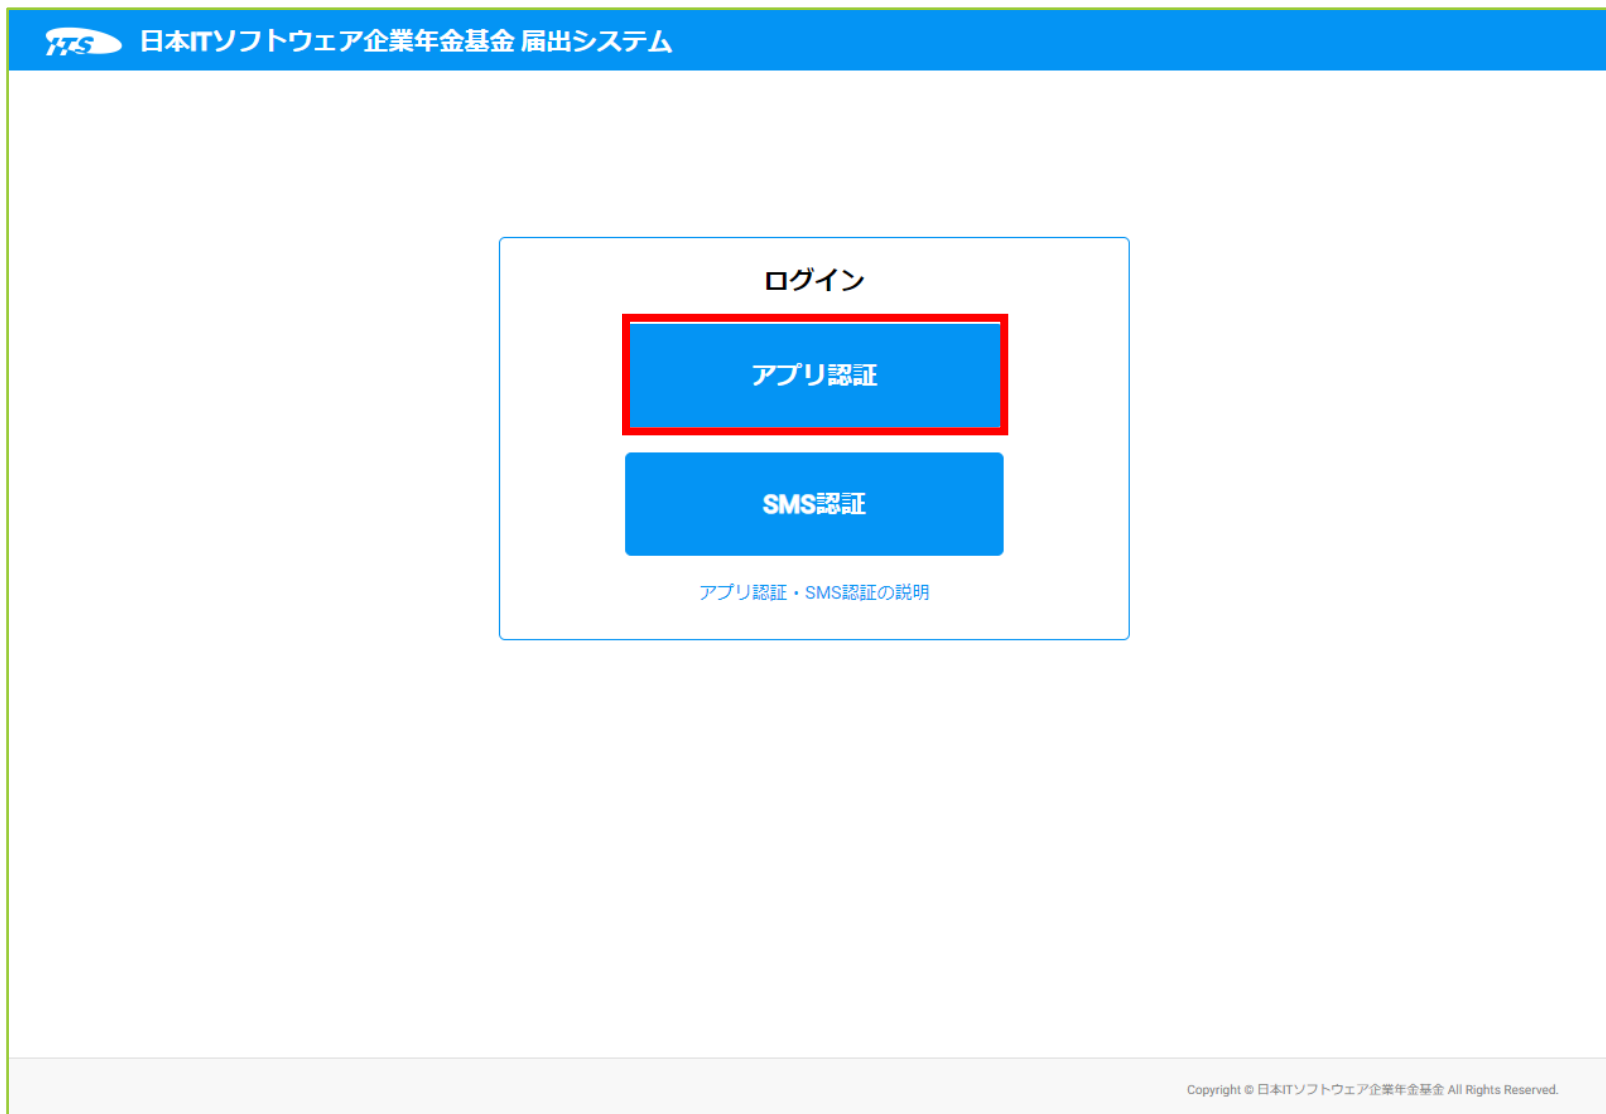 ITS 日本ITソフトウェア企業年金基金 届出システム
ログイン
アプリ認証
SMS認証
アプリ認証・SMS認証の説明
Copyright © 日本ITソフトウェア企業年金基金 All Rights Reserved.